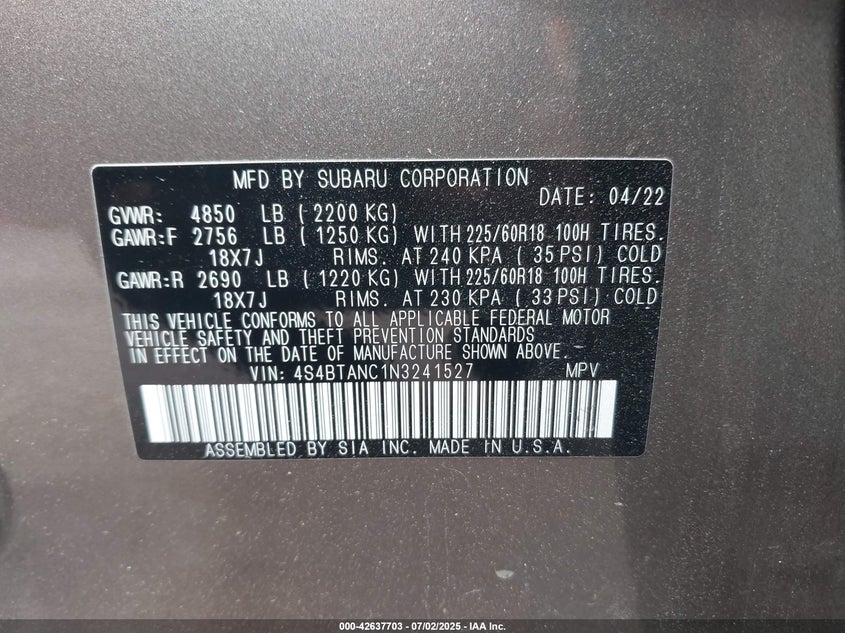 MFD BY SUBARU CORPORATION
DATE: 04/22
GVWR: 4850 LB ( 2200 KG)
GAWR:F 2756 LB ( 1250 KG) WITH 225/60R18 100H TIRES.
18X7J RIMS. AT 240 KPA ( 35 PSI) COLD
GAWR:R 2690 LB ( 1220 KG) WITH 225/60R18 100H TIRES.
18X7J RIMS. AT 230 KPA ( 33 PSI) COLD
THIS VEHICLE CONFORMS TO ALL APPLICABLE FEDERAL MOTOR
VEHICLE SAFETY AND THEFT PREVENTION STANDARDS
IN EFFECT ON THE DATE OF MANUFACTURE SHOWN ABOVE.
VIN: 4S4BTANC1N3241527 MPV
ASSEMBLED BY SIA INC. MADE IN U.S.A.
000-42637703 - 07/02/2025 - IAA Inc.